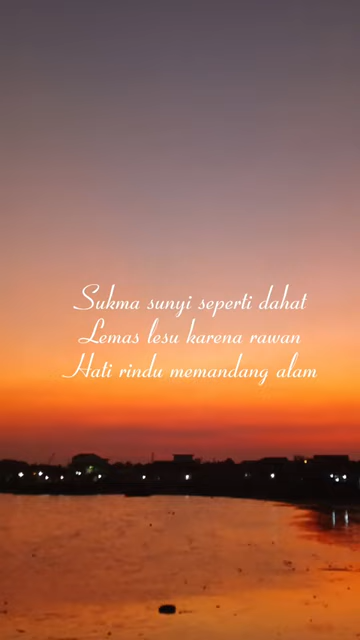 Sukma sunyi seperti dahat
Lemas lesu karena rawan
Hati rindu memandang alam